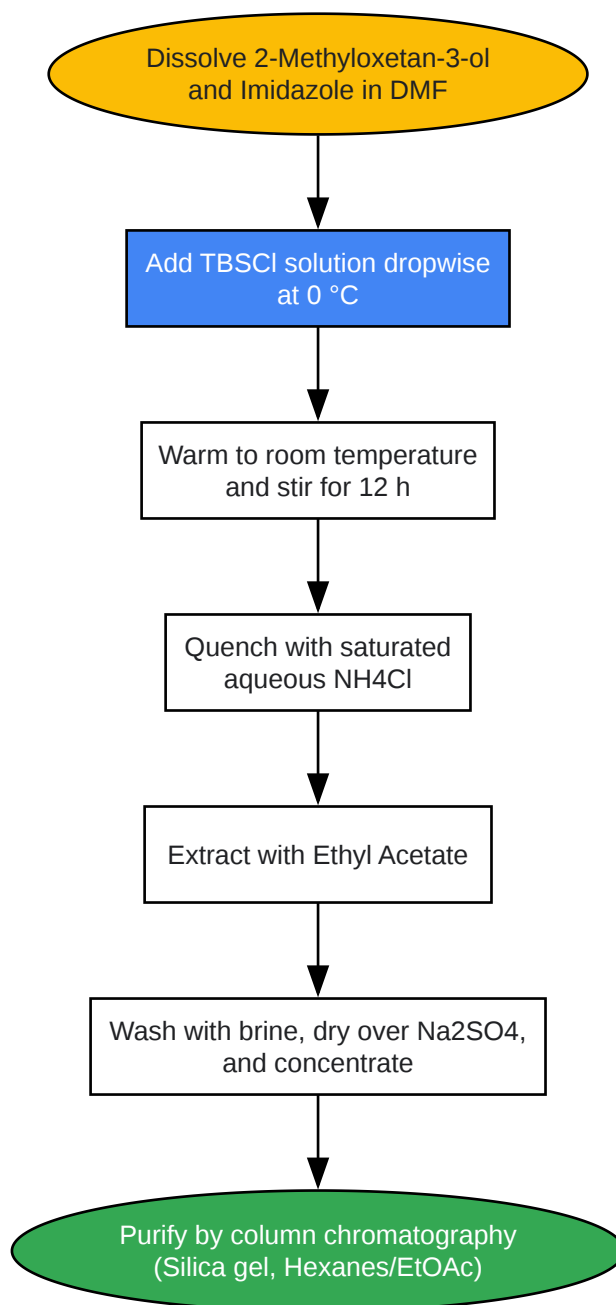 Dissolve 2-Methyloxetan-3-ol
and Imidazole in DMF
Add TBSCl solution dropwise
at 0 °C
Warm to room temperature
and stir for 12 h
Quench with saturated
aqueous NH4Cl
Extract with Ethyl Acetate
Wash with brine, dry over Na2SO4,
and concentrate
Purify by column chromatography
(Silica gel, Hexanes/EtOAc)